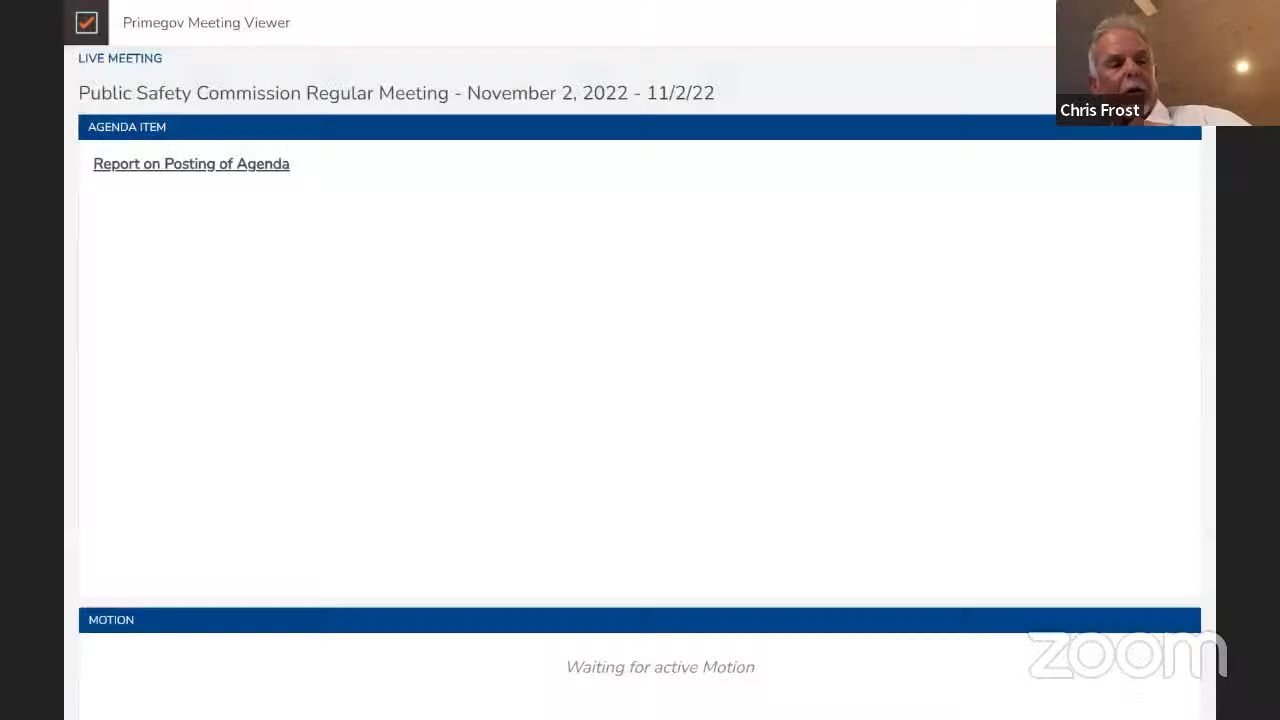 Primegov Meeting Viewer
LIVE MEETING
Public Safety Commission Regular Meeting - November 2, 2022 - 11/2/22
Chris Frost
AGENDA ITEM
Report on Posting of Agenda
MOTION
Waiting for active Motion
zoom